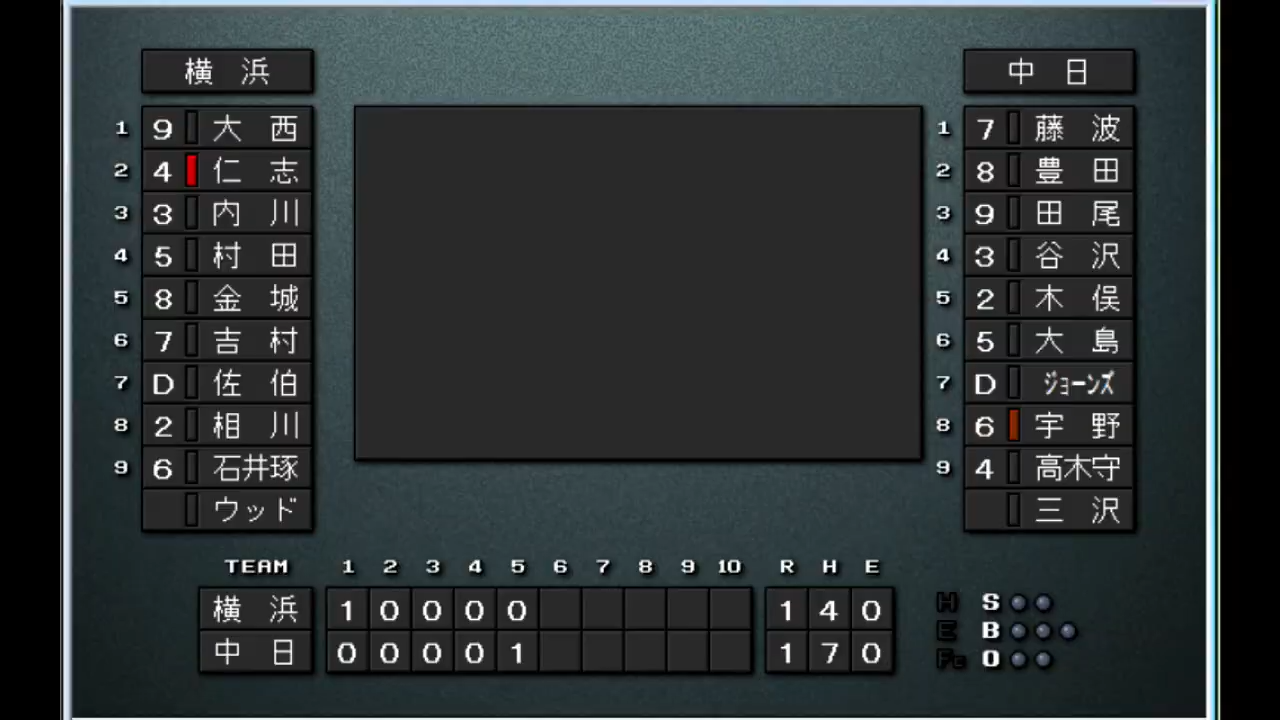 横浜
1 9 大西
2 4 仁志
3 3 内川
4 5 村田
5 8 金城
6 7 吉村
7 D 佐伯
8 2 相川
9 6 石井琢
ウッド
中日
1 7 藤波
2 8 豊田
3 9 田尾
4 3 谷沢
5 2 木俣
6 5 大島
7 D ジョーンズ
8 6 宇野
9 4 高木守
三沢
TEAM 1 2 3 4 5 6 7 8 9 10 R H E
横浜 1 0 0 0 0 1 4 0
中日 0 0 0 0 1 1 7 0
H S
E B
Fc O